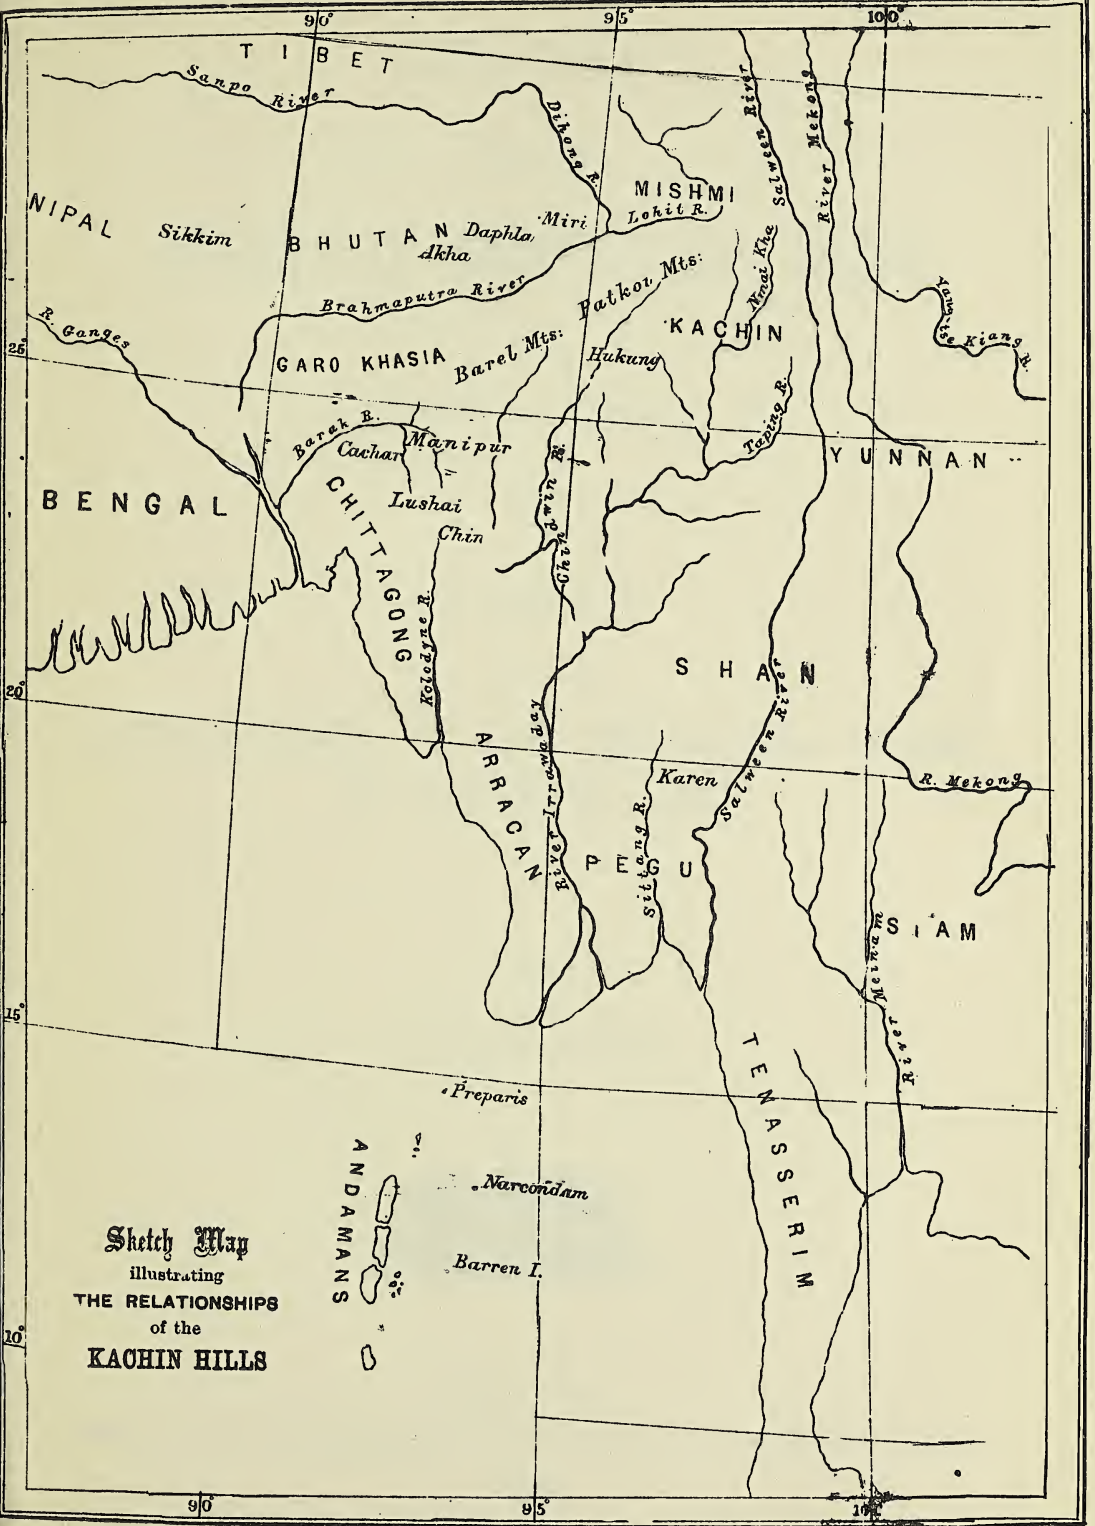 90°
95°
100°
TIBET
Sanpo River
Dihong R.
Salween River
River Mekong
MISHMI
Lohit R.
NIPAL
Sikkim
BHUTAN
Daphla
Miri
Akha
Brahmaputra River
Patkoi Mts:
Nmai Kha
KACHIN
Yang-
tse Kiang R.
R. Ganges
25°
GARO KHASIA
Barel Mts:
Hukung
Taping R.
Barak R.
Cachar
Manipur
YUNNAN
BENGAL
Lushai
Chin
CHITTAGONG
Chindwin R.
Kolodyne R.
SHAN
20°
ARRACAN
River Irrawaday
Karen
Salween River
R. Mekong
PEGU
Sittang R.
SIAM
River Meinam
15°
TENASSERIM
Preparis
ANDAMANS
Narcondam
Barren I.
Sketch Map
illustrating
THE RELATIONSHIPS
of the
KACHIN HILLS
10°
90°
95°